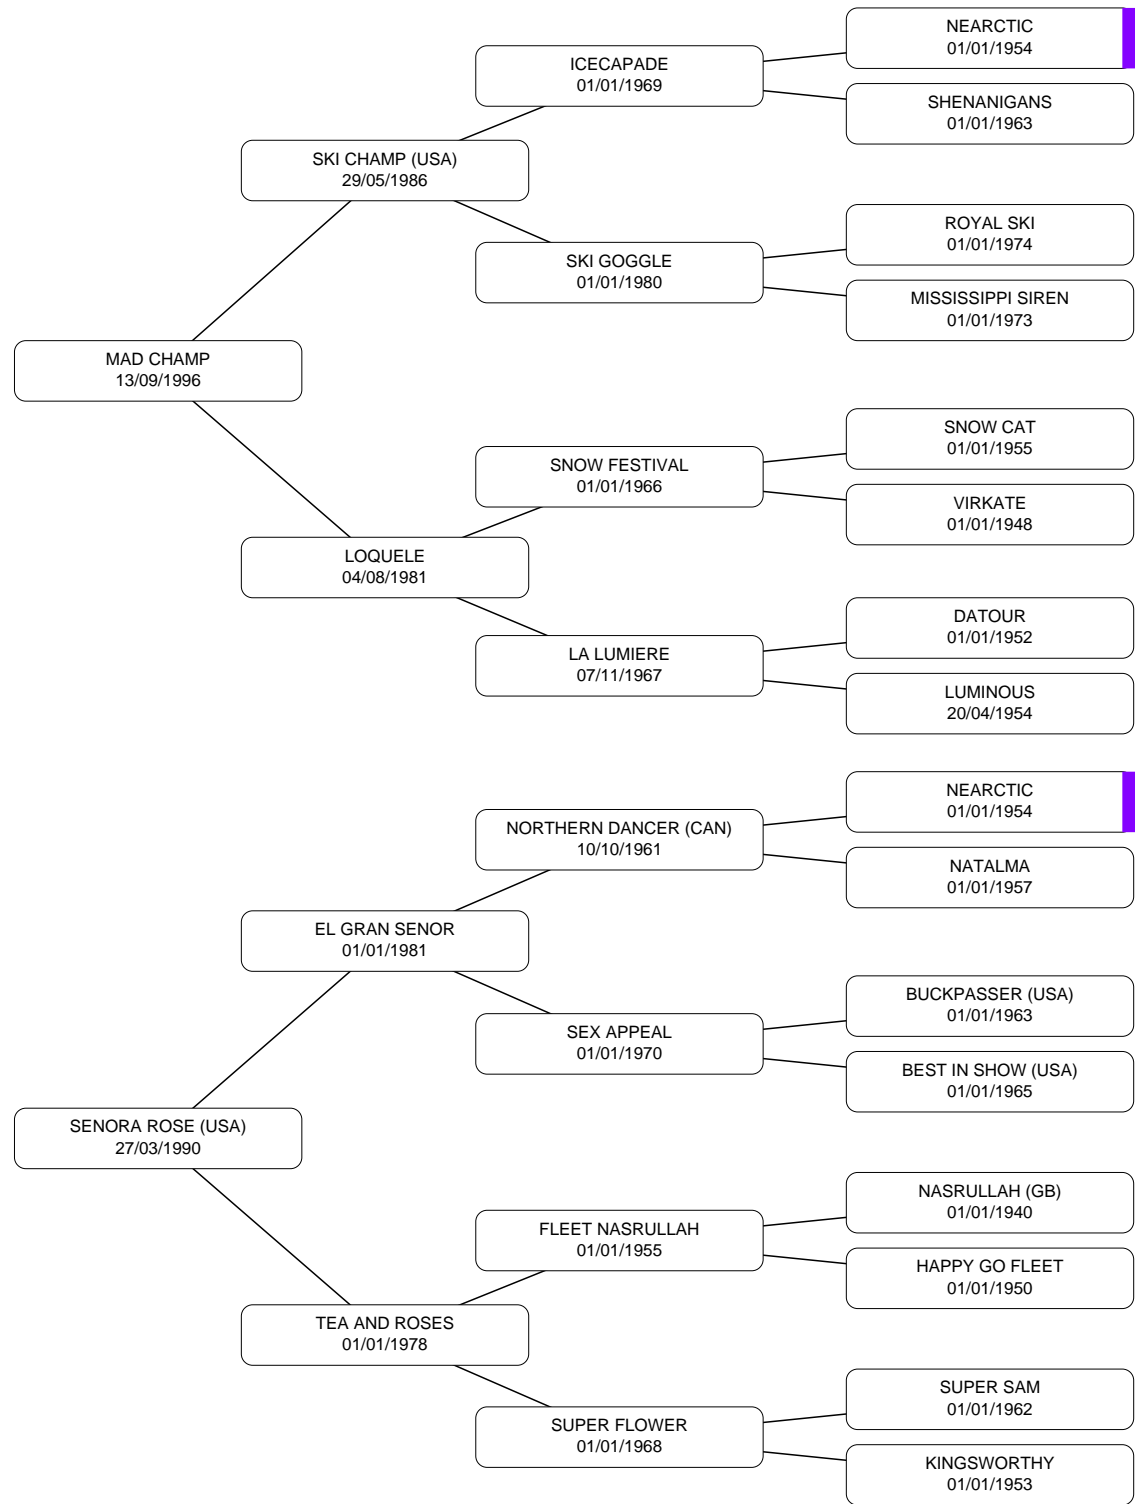 NEARCTIC
01/01/1954
ICECAPADE
01/01/1969
SHENANIGANS
01/01/1963
SKI CHAMP (USA)
29/05/1986
ROYAL SKI
01/01/1974
SKI GOGGLE
01/01/1980
MISSISSIPPI SIREN
01/01/1973
MAD CHAMP
13/09/1996
SNOW CAT
01/01/1955
SNOW FESTIVAL
01/01/1966
VIRKATE
01/01/1948
LOQUELE
04/08/1981
DATOUR
01/01/1952
LA LUMIERE
07/11/1967
LUMINOUS
20/04/1954
NEARCTIC
01/01/1954
NORTHERN DANCER (CAN)
10/10/1961
NATALMA
01/01/1957
EL GRAN SENOR
01/01/1981
BUCKPASSER (USA)
01/01/1963
SEX APPEAL
01/01/1970
BEST IN SHOW (USA)
01/01/1965
SENORA ROSE (USA)
27/03/1990
NASRULLAH (GB)
01/01/1940
FLEET NASRULLAH
01/01/1955
HAPPY GO FLEET
01/01/1950
TEA AND ROSES
01/01/1978
SUPER SAM
01/01/1962
SUPER FLOWER
01/01/1968
KINGSWORTHY
01/01/1953